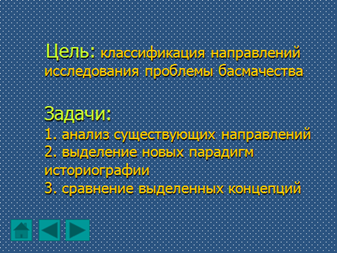 Цель: классификация направлений
исследования проблемы басмачества
Задачи:
1. анализ существующих направлений
2. выделение новых парадигм
историографии
3. сравнение выделенных концепций